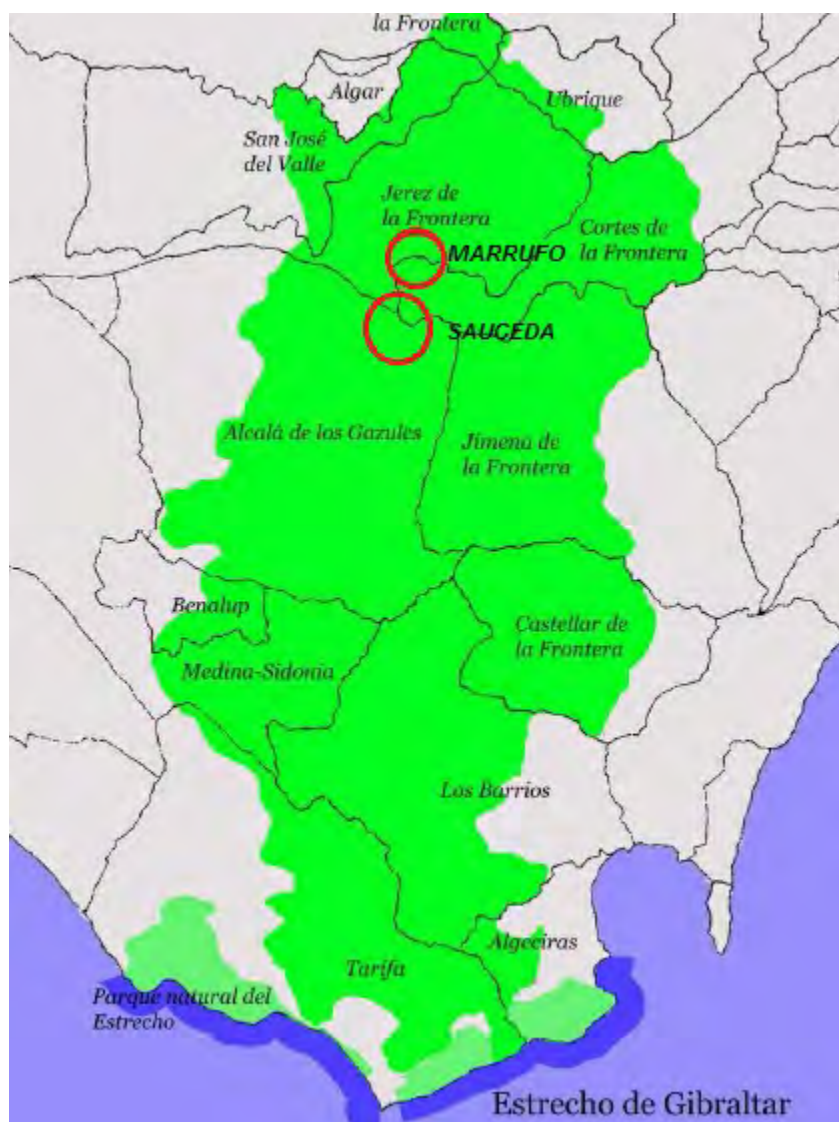 la Frontera
Algar
Ubrique
San José
del Valle
Jerez de
la Frontera
Cortes de
la Frontera
MARRUFO
SAUCEDA
Alcalá de los Gazules
Jimena de
la Frontera
Benalup
Castellar de
la Frontera
Medina-Sidonia
Los Barrios
Algeciras
Tarifa
Parque natural del
Estrecho
Estrecho de Gibraltar